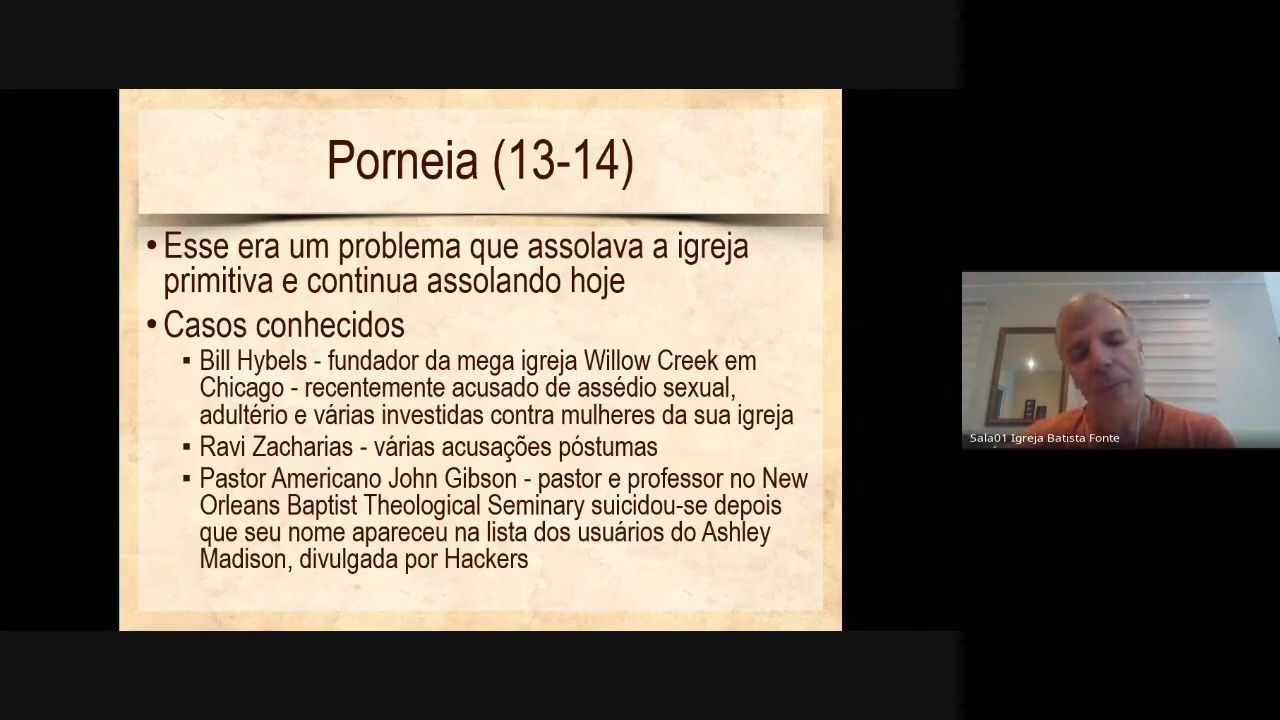 Porneia (13-14)
• Esse era um problema que assolava a igreja
primitiva e continua assolando hoje
• Casos conhecidos
▪ Bill Hybels - fundador da mega igreja Willow Creek em
Chicago - recentemente acusado de assédio sexual,
adultério e várias investidas contra mulheres da sua igreja
▪ Ravi Zacharias - várias acusações póstumas
▪ Pastor Americano John Gibson - pastor e professor no New
Orleans Baptist Theological Seminary suicidou-se depois
que seu nome apareceu na lista dos usuários do Ashley
Madison, divulgada por Hackers
Sala01 Igreja Batista Fonte